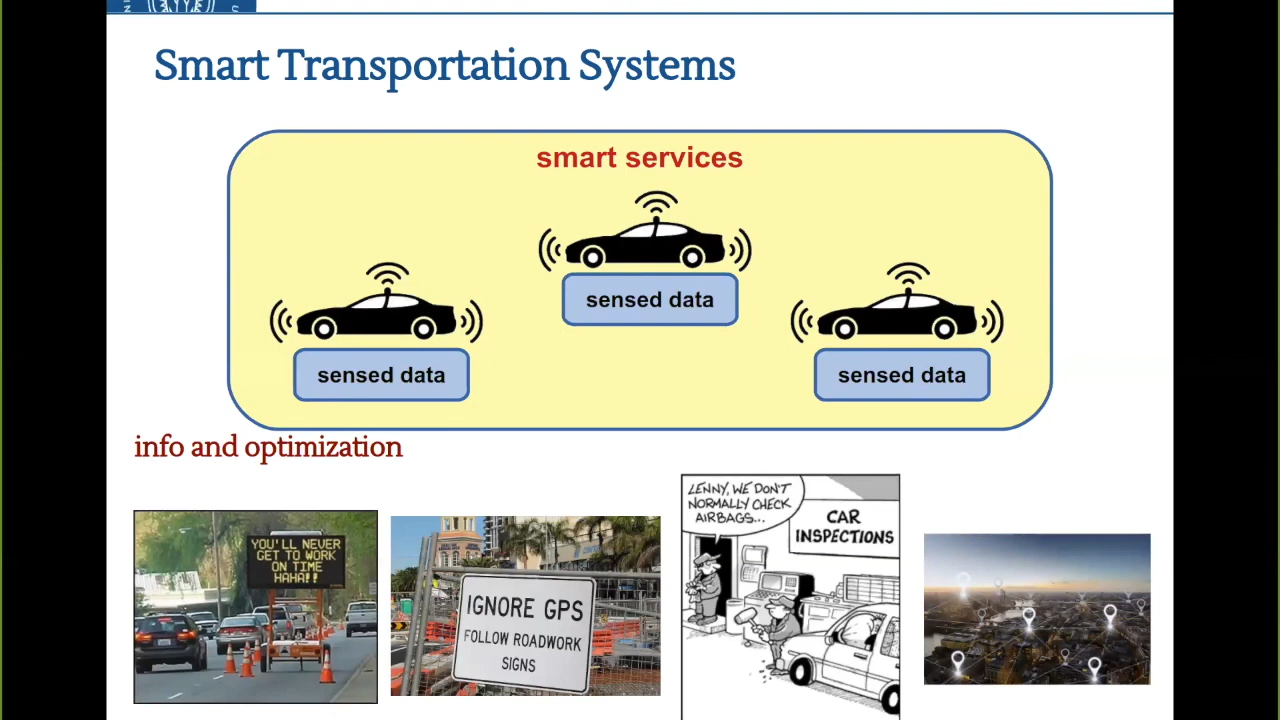 Smart Transportation Systems
smart services
sensed data
sensed data
sensed data
info and optimization
YOU'LL NEVER
GET TO WORK
ON TIME
HAHA!!
IGNORE GPS
FOLLOW ROADWORK
SIGNS
LENNY, WE DON'T
NORMALLY CHECK
AIRBAGS...
CAR
INSPECTIONS